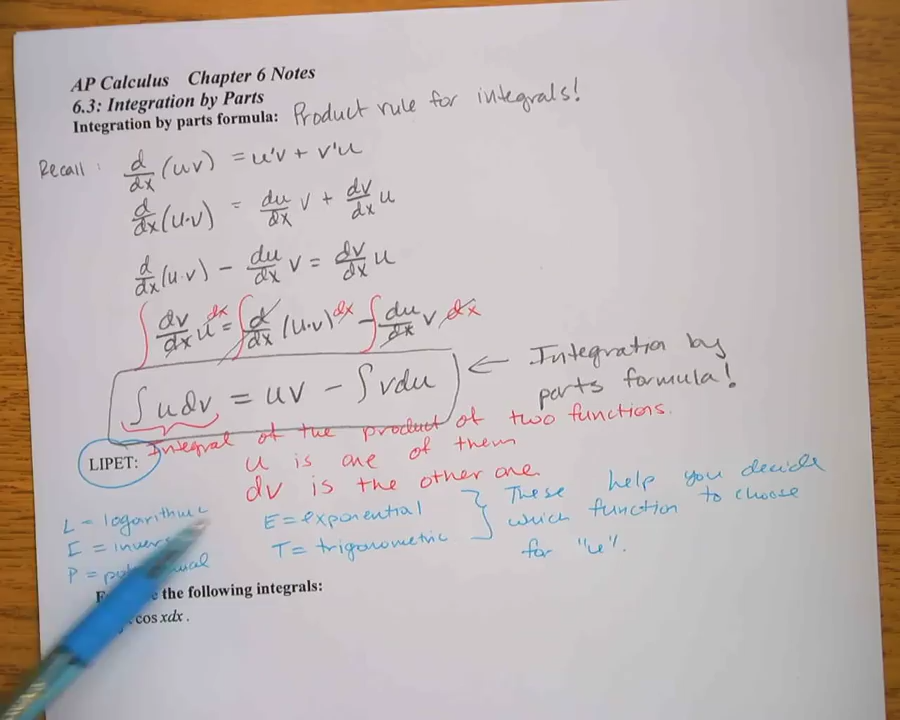 AP Calculus Chapter 6 Notes
6.3: Integration by Parts
Integration by parts formula: Product rule for integrals!
Recall: d/dx (uv) = u'v + v'u
d/dx (u·v) = du/dx v + dv/dx u
d/dx (u·v) - du/dx v = dv/dx u
∫ dv/dx u dx = ∫ d/dx (u·v) dx - ∫ du/dx v dx
∫ u dv = uv - ∫ v du ← Integration by
parts formula!
Integral of the product of two functions.
u is one of them
dv is the other one.
LIPET:
L = logarithmic E = exponential } These help you decide
I = T = trigonometric which function to choose
P = for "u".
the following integrals:
cos xdx.